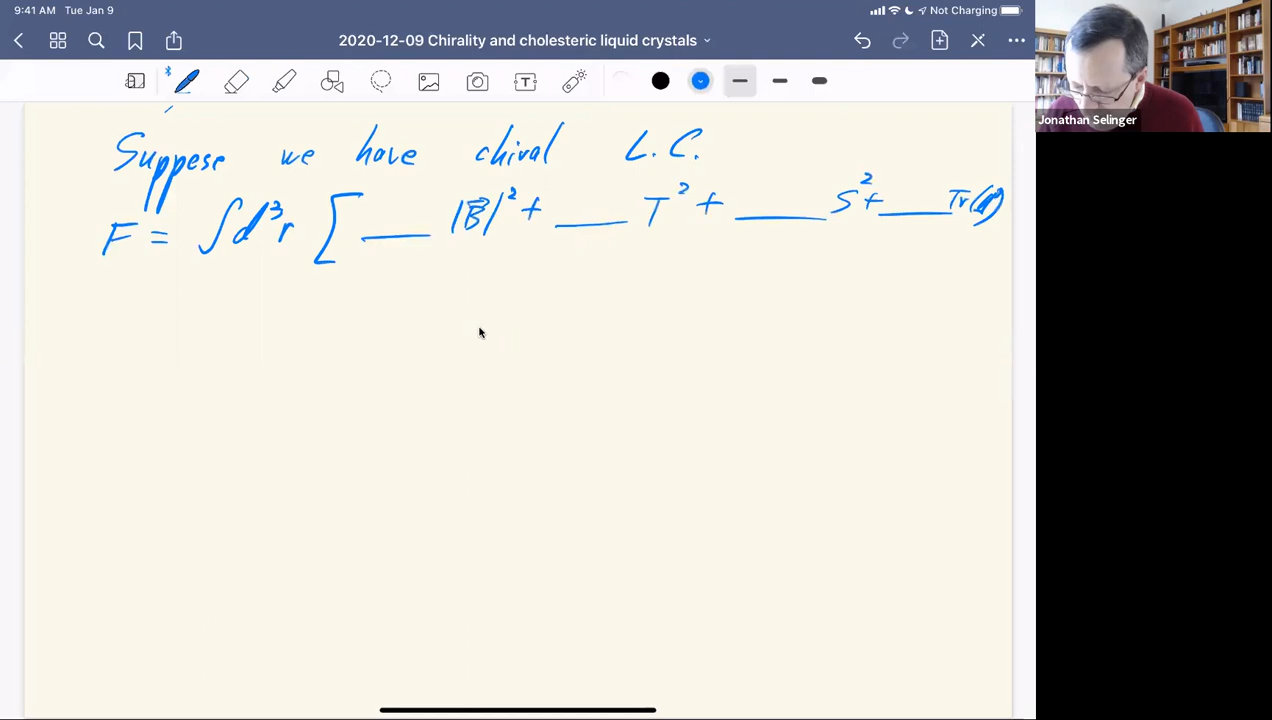 9:41 AM Tue Jan 9
Not Charging
2020-12-09 Chirality and cholesteric liquid crystals
Jonathan Selinger
Suppose we have chiral L.C.
F = ∫d³r [ ___ |B⃗|² + ___ T² + ___ S² + ___ Tr(